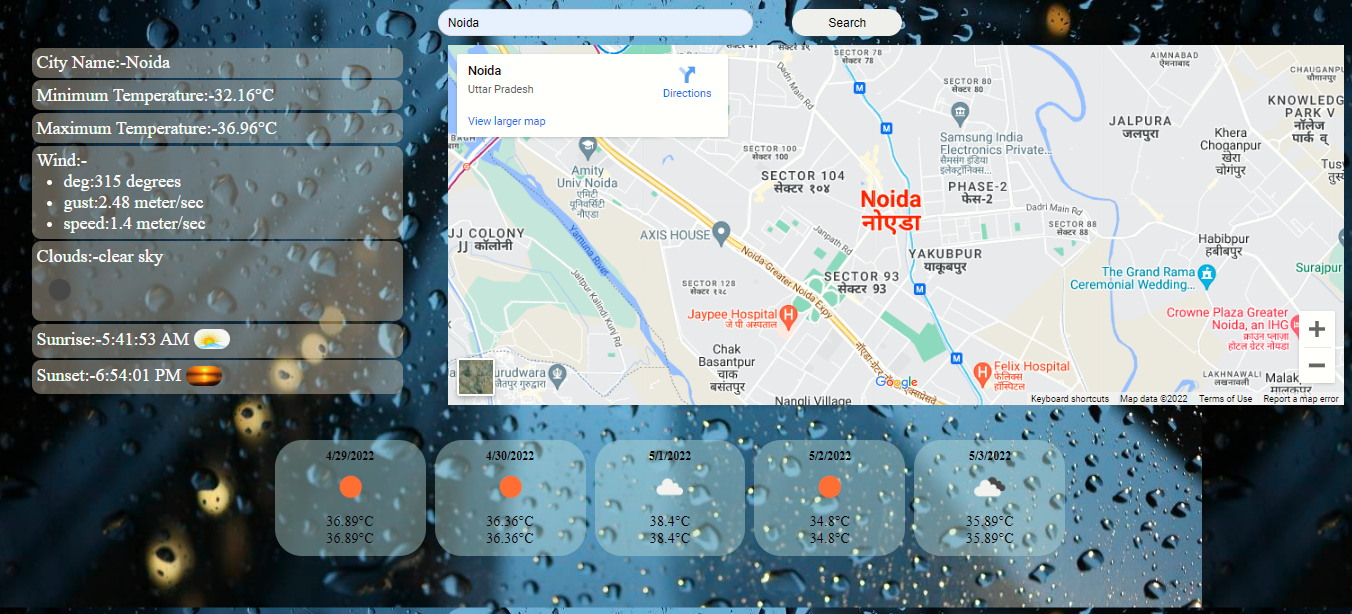 Noida
Search
City Name:-Noida
Minimum Temperature:-32.16°C
Maximum Temperature:-36.96°C
Wind:-
deg:315 degrees
gust:2.48 meter/sec
speed:1.4 meter/sec
Clouds:-clear sky
Sunrise:-5:41:53 AM
Sunset:-6:54:01 PM
Noida
Uttar Pradesh
Directions
View larger map
SECTOR 78
सेक्टर ७८
Dadri Main Rd
SECTOR 80
सेक्टर ८०
AIMNABAD
ऐमनाबाद
KNOWLEDG
PARK V
नॉलेज
पार्क व्
JALPURA
जलपुरा
Khera
Choganpur
खेरा
चोगंपुर
Samsung India
Electronics Private...
सैमसंग इंडिया
इलेक्ट्रॉनिक्स...
SECTOR 100
सेक्टर 100
Amity
Univ Noida
एमिटी
यूनिवर्सिटी
नोएडा
SECTOR 104
सेक्टर १०४
PHASE-2
फेस-2
Noida
नोएडा
Dadri Main Rd
SECTOR 88
सेक्टर 88
JJ COLONY
JJ कॉलोनी
AXIS HOUSE
Janpath Rd
Yamuna River
YAKUBPUR
याकूबपुर
Habibpur
हबीबपुर
Noida-Greater Noida Expy
The Grand Rama
Ceremonial Wedding...
Surajpur
SECTOR 93
सेक्टर 93
SECTOR 128
सेक्टर १२८
Jaitpur Kalindi Kunj Rd
Jaypee Hospital
जे पी अस्पताल
Crowne Plaza Greater
Noida, an IHG
क्राउन प्लाज़ा
होटल ग्रेटर नोयडा
Chak
Basantpur
चाक
बसंतपुर
Felix Hospital
फेलिक्स
हॉस्पिटल
urudwara
जैतपुर गुरुद्वारा
LAKHNAWALI
लखनावली
Malak
मालकपुर
Nangli Village
Google
Keyboard shortcuts
Map data ©2022
Terms of Use
Report a map error
4/29/2022
36.89°C
36.89°C
4/30/2022
36.36°C
36.36°C
5/1/2022
38.4°C
38.4°C
5/2/2022
34.8°C
34.8°C
5/3/2022
35.89°C
35.89°C